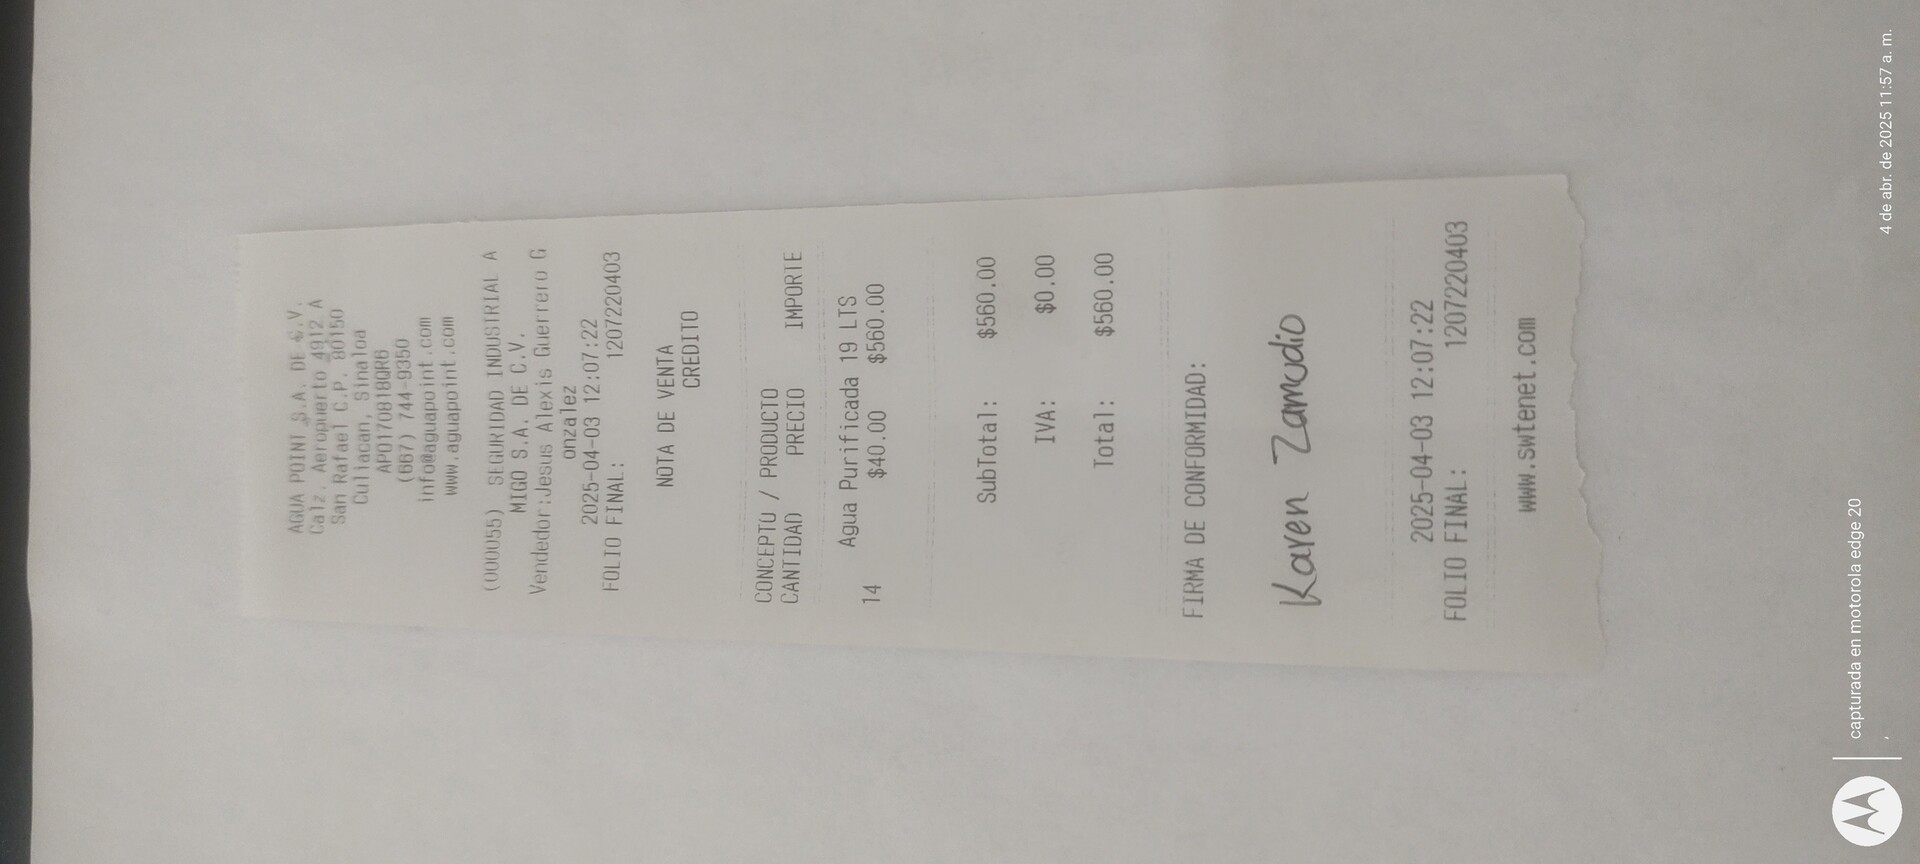 AGUA POINT S.A. DE C.V.
Calz. Aeropuerto 4912 A
San Rafael C.P. 80150
Culiacan, Sinaloa
APO170818QR6
(667) 744-9350
info@aguapoint.com
www.aguapoint.com
(000055) SEGURIDAD INDUSTRIAL A
MIGO S.A. DE C.V.
Vendedor:Jesus Alexis Guerrero G
onzalez
2025-04-03 12:07:22
FOLIO FINAL: 1207220403
NOTA DE VENTA
CREDITO
CONCEPTO / PRODUCTO
CANTIDAD PRECIO IMPORTE
Agua Purificada 19 LTS
14 $40.00 $560.00
SubTotal: $560.00
IVA: $0.00
Total: $560.00
FIRMA DE CONFORMIDAD:
Karen Zamudio
2025-04-03 12:07:22
FOLIO FINAL: 1207220403
www.swtenet.com
capturada en motorola edge 20
,
4 de abr. de 2025 11:57 a. m.